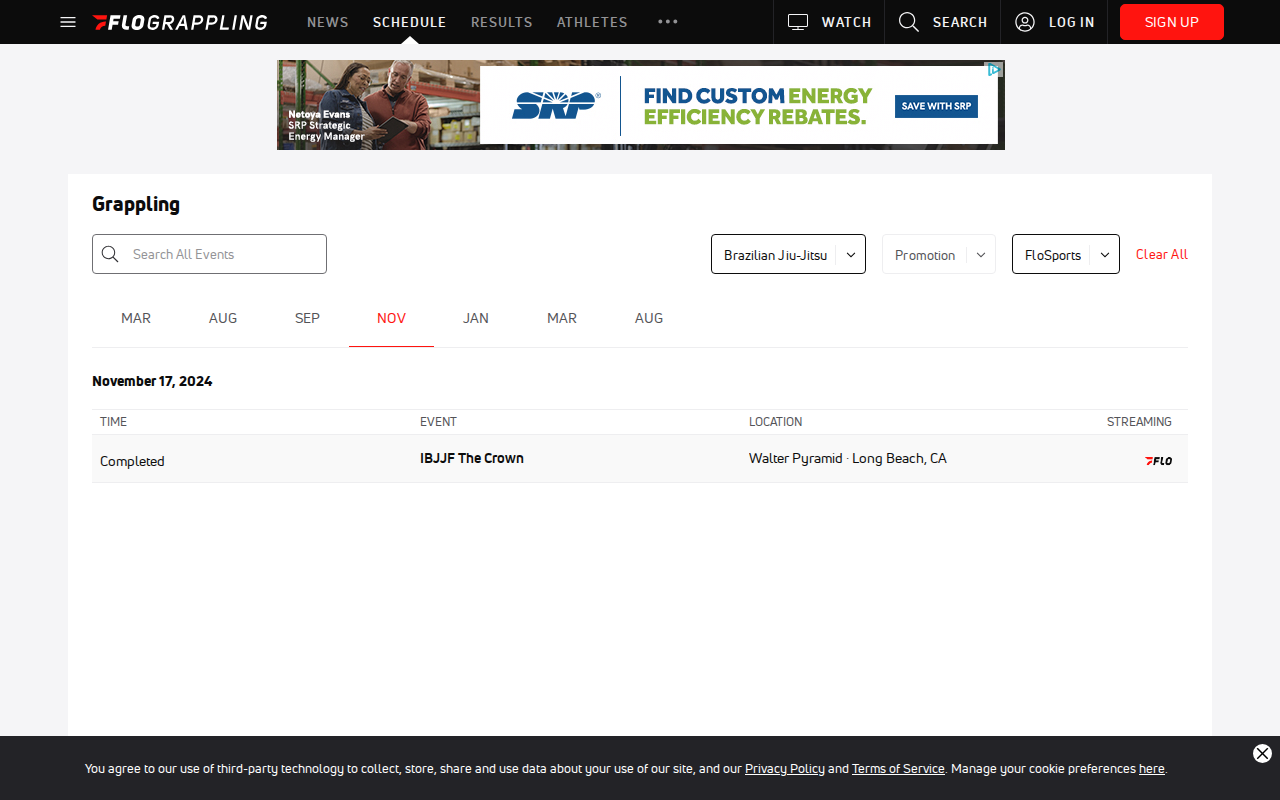 FLOGRAPPLING
NEWS
SCHEDULE
RESULTS
ATHLETES
WATCH
SEARCH
LOG IN
SIGN UP
Netoya Evans
SRP Strategic
Energy Manager
SRP®
FIND CUSTOM ENERGY
EFFICIENCY REBATES.
SAVE WITH SRP
Grappling
Search All Events
Brazilian Jiu-Jitsu
Promotion
FloSports
Clear All
MAR
AUG
SEP
NOV
JAN
MAR
AUG
November 17, 2024
TIME
EVENT
LOCATION
STREAMING
Completed
IBJJF The Crown
Walter Pyramid · Long Beach, CA
FLO
You agree to our use of third-party technology to collect, store, share and use data about your use of our site, and our Privacy Policy and Terms of Service. Manage your cookie preferences here.